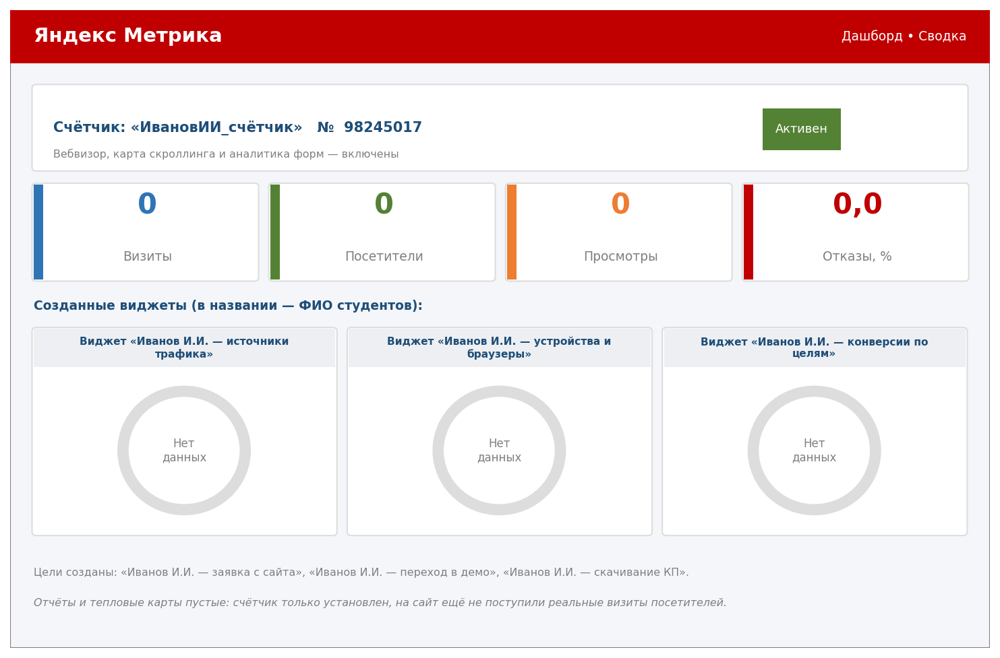 Яндекс Метрика
Дашборд • Сводка
Счётчик: «ИвановИИ_счётчик» № 98245017
Активен
Вебвизор, карта скроллинга и аналитика форм — включены
0
Визиты
0
Посетители
0
Просмотры
0,0
Отказы, %
Созданные виджеты (в названии — ФИО студентов):
Виджет «Иванов И.И. — источники
трафика»
Нет
данных
Виджет «Иванов И.И. — устройства и
браузеры»
Нет
данных
Виджет «Иванов И.И. — конверсии по
целям»
Нет
данных
Цели созданы: «Иванов И.И. — заявка с сайта», «Иванов И.И. — переход в демо», «Иванов И.И. — скачивание КП».
Отчёты и тепловые карты пустые: счётчик только установлен, на сайт ещё не поступили реальные визиты посетителей.